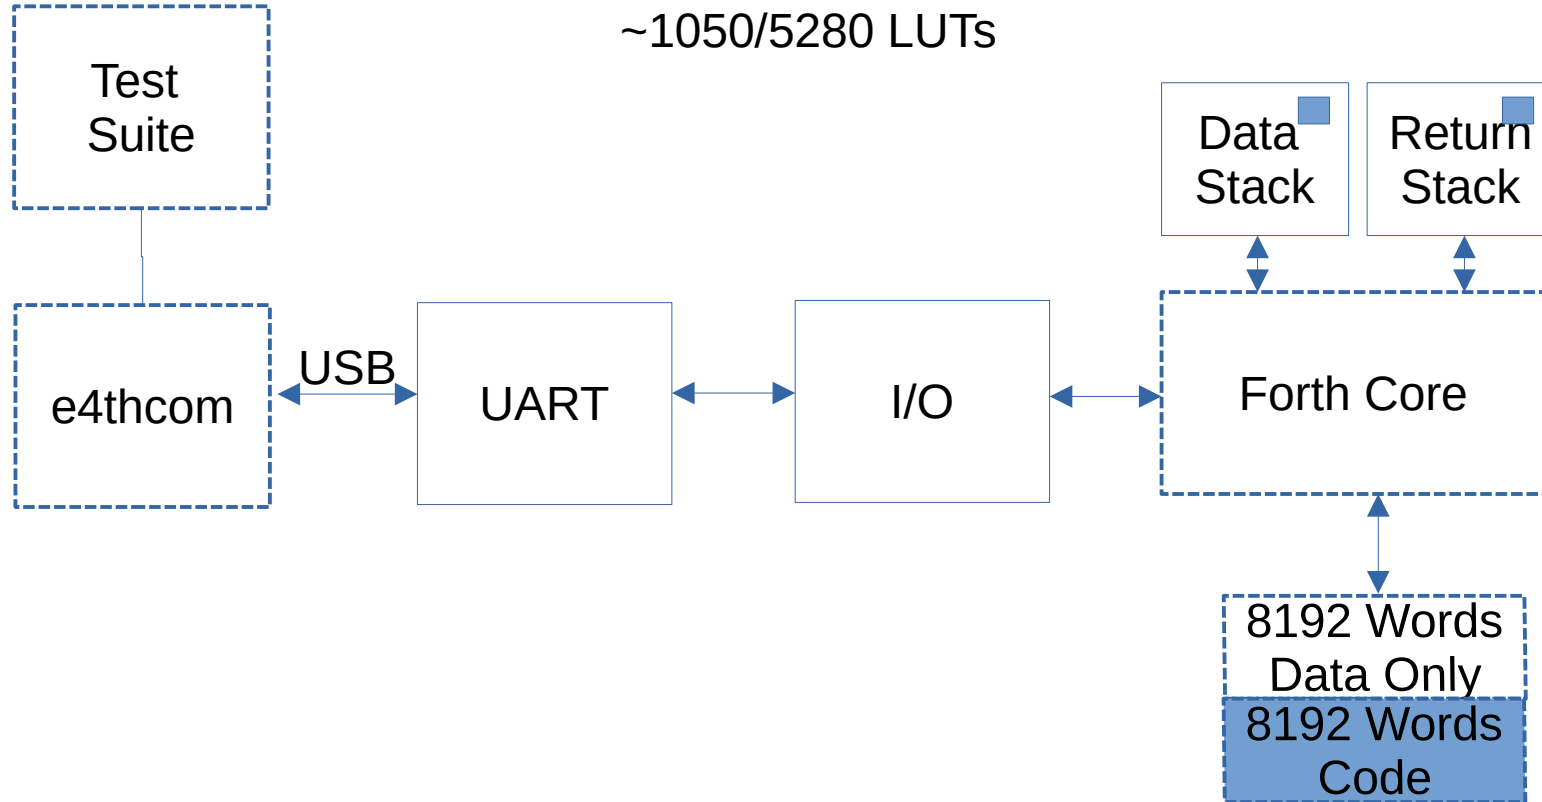 ~1050/5280 LUTs
Test
Suite
Data
Stack
Return
Stack
e4thcom
USB
UART
I/O
Forth Core
8192 Words
Data Only
8192 Words
Code